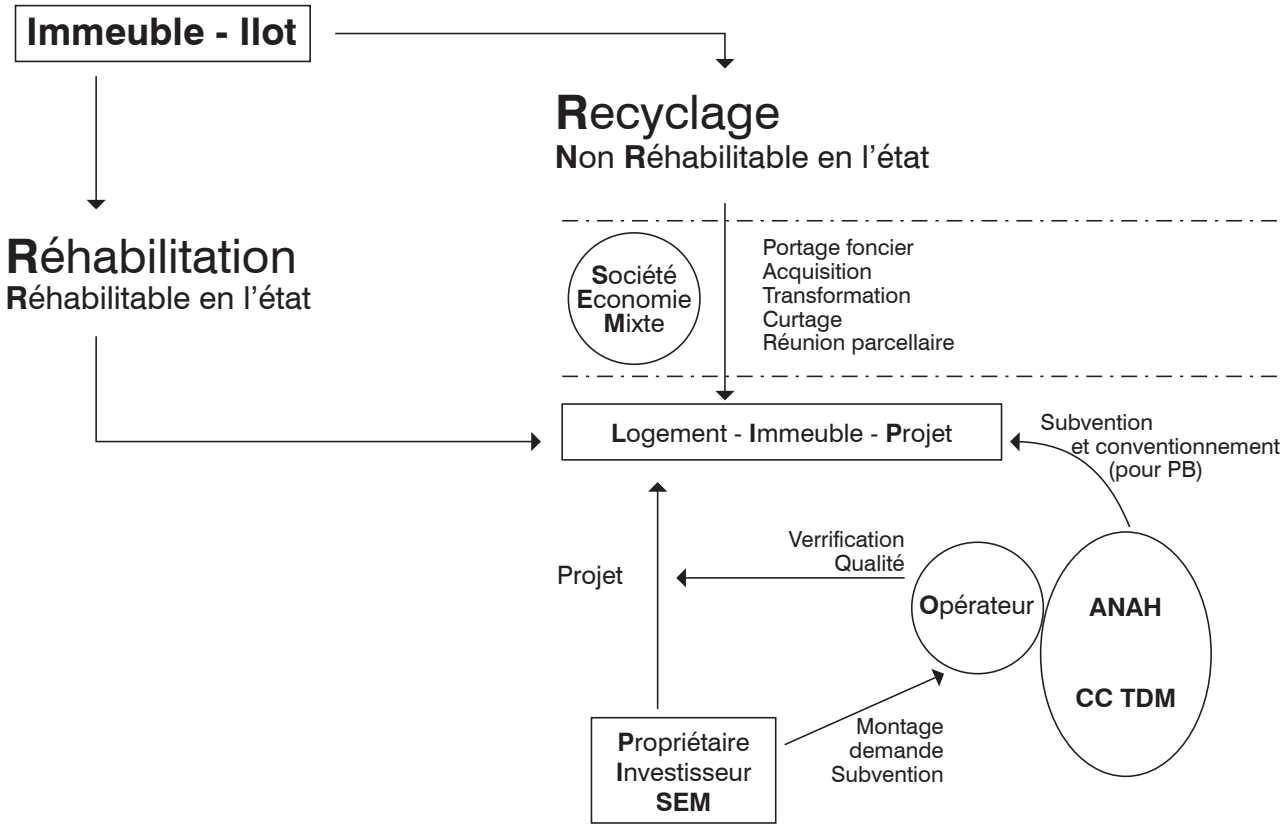 Immeuble - Ilot
Recyclage
Non Réhabilitable en l’état
Réhabilitation
Réhabilitable en l’état
Société
Economie
Mixte
Portage foncier
Acquisition
Transformation
Curtage
Réunion parcellaire
Logement - Immeuble - Projet
Subvention
et conventionnement
(pour PB)
Verrification
Qualité
Projet
Opérateur
ANAH
CC TDM
Propriétaire
Investisseur
SEM
Montage
demande
Subvention